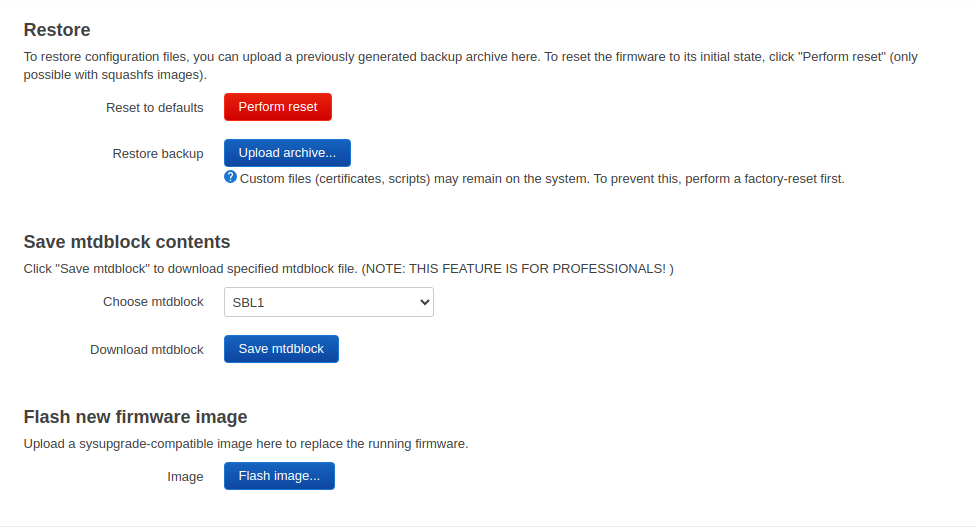 Restore
To restore configuration files, you can upload a previously generated backup archive here. To reset the firmware to its initial state, click "Perform reset" (only
possible with squashfs images).
Reset to defaults Perform reset
Restore backup Upload archive...
? Custom files (certificates, scripts) may remain on the system. To prevent this, perform a factory-reset first.
Save mtdblock contents
Click "Save mtdblock" to download specified mtdblock file. (NOTE: THIS FEATURE IS FOR PROFESSIONALS! )
Choose mtdblock SBL1
Download mtdblock Save mtdblock
Flash new firmware image
Upload a sysupgrade-compatible image here to replace the running firmware.
Image Flash image...